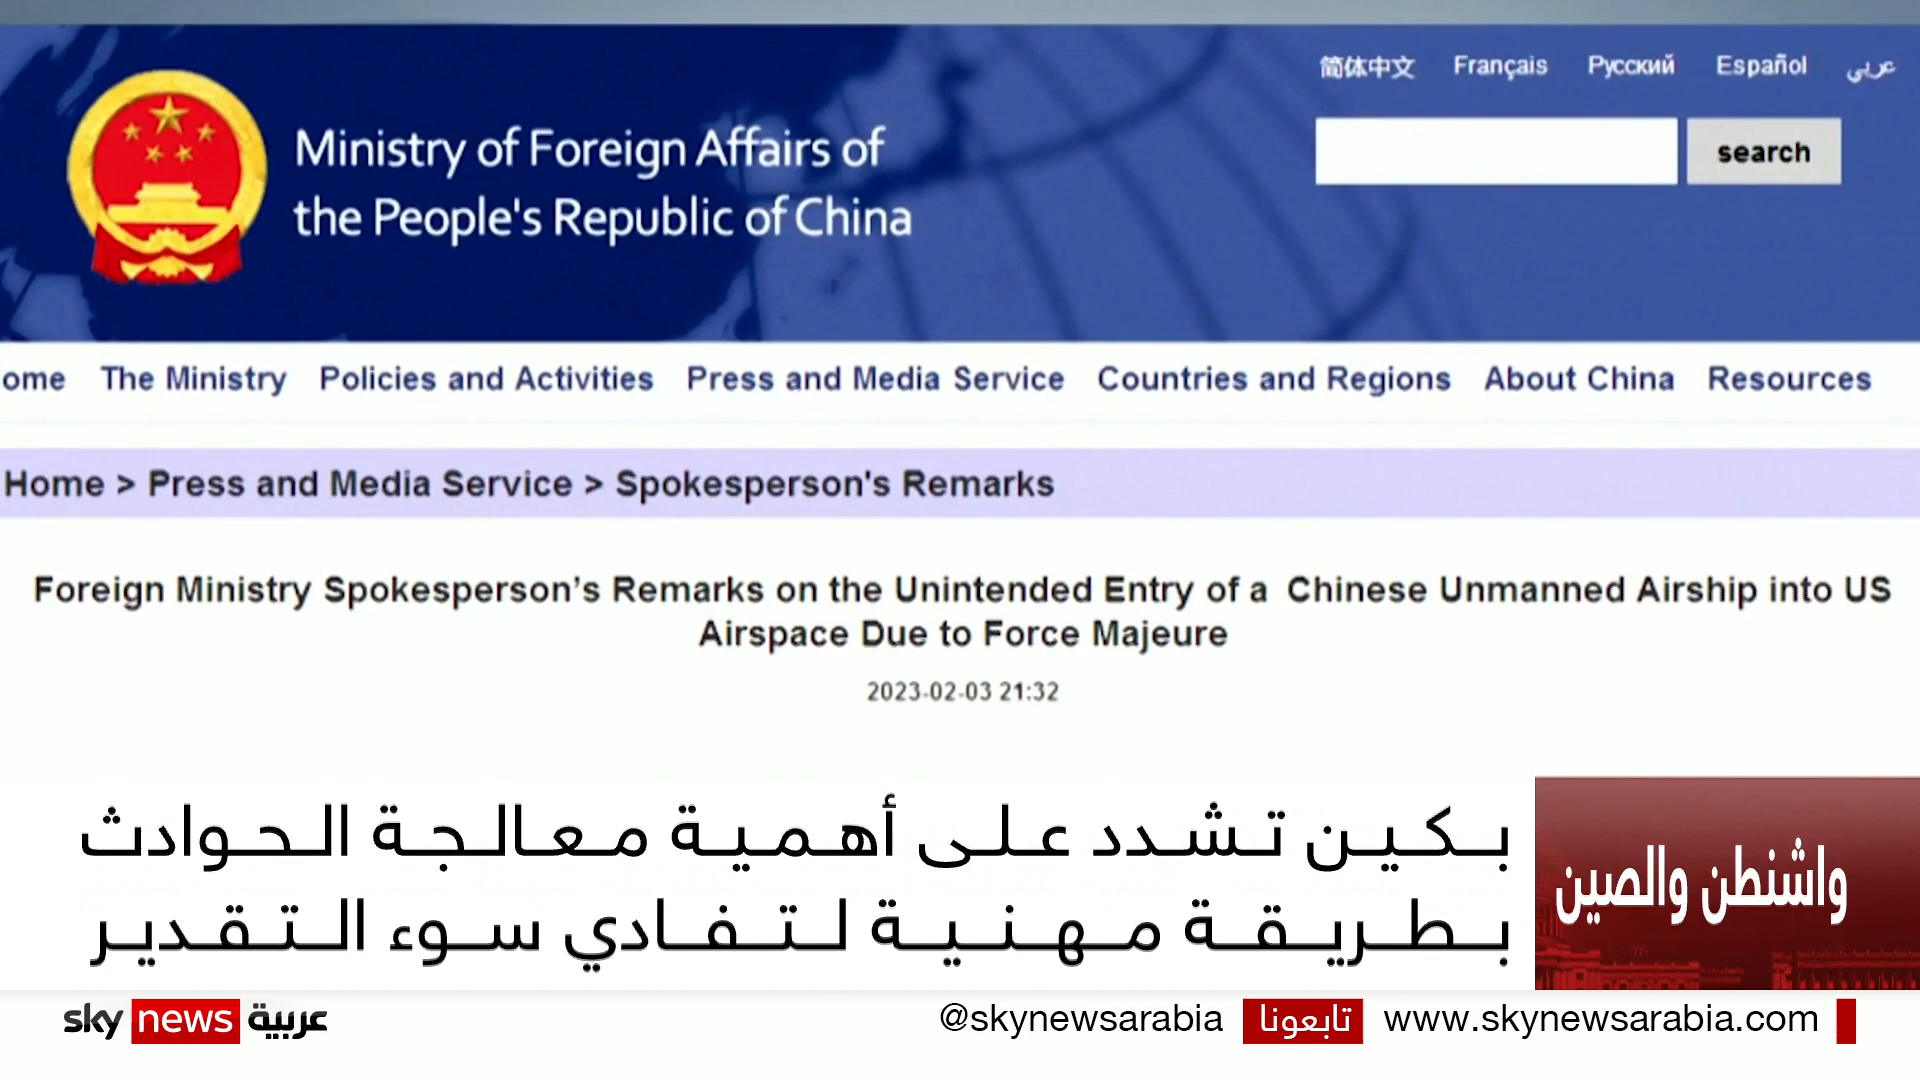 简体中文 Français Русский Español عربي
Ministry of Foreign Affairs of
the People's Republic of China
search
ome The Ministry Policies and Activities Press and Media Service Countries and Regions About China Resources
Home > Press and Media Service > Spokesperson's Remarks
Foreign Ministry Spokesperson’s Remarks on the Unintended Entry of a Chinese Unmanned Airship into US
Airspace Due to Force Majeure
2023-02-03 21:32
واشنطن والصين
بكين تشدد على أهمية معالجة الحوادث
بطريقة مهنية لتفادي سوء التقدير
sky news عربية
@skynewsarabia تابعونا www.skynewsarabia.com